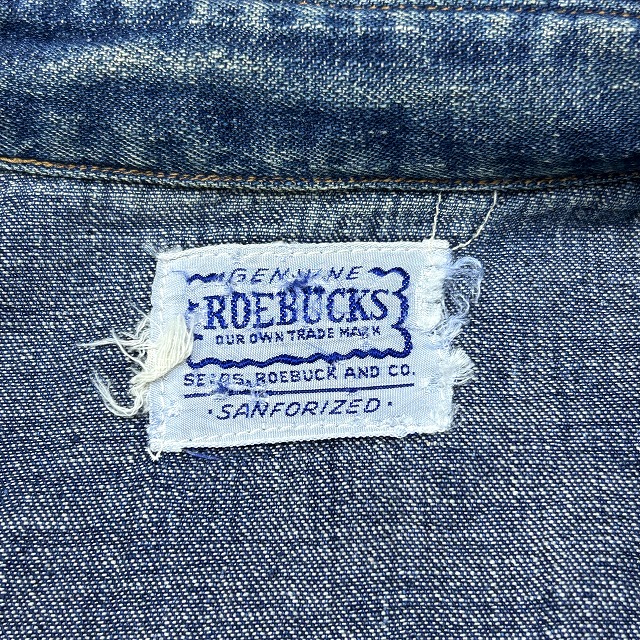 GENUINE
ROEBUCKS
OUR OWN TRADE MARK
SEARS, ROEBUCK AND CO.
·SANFORIZED·